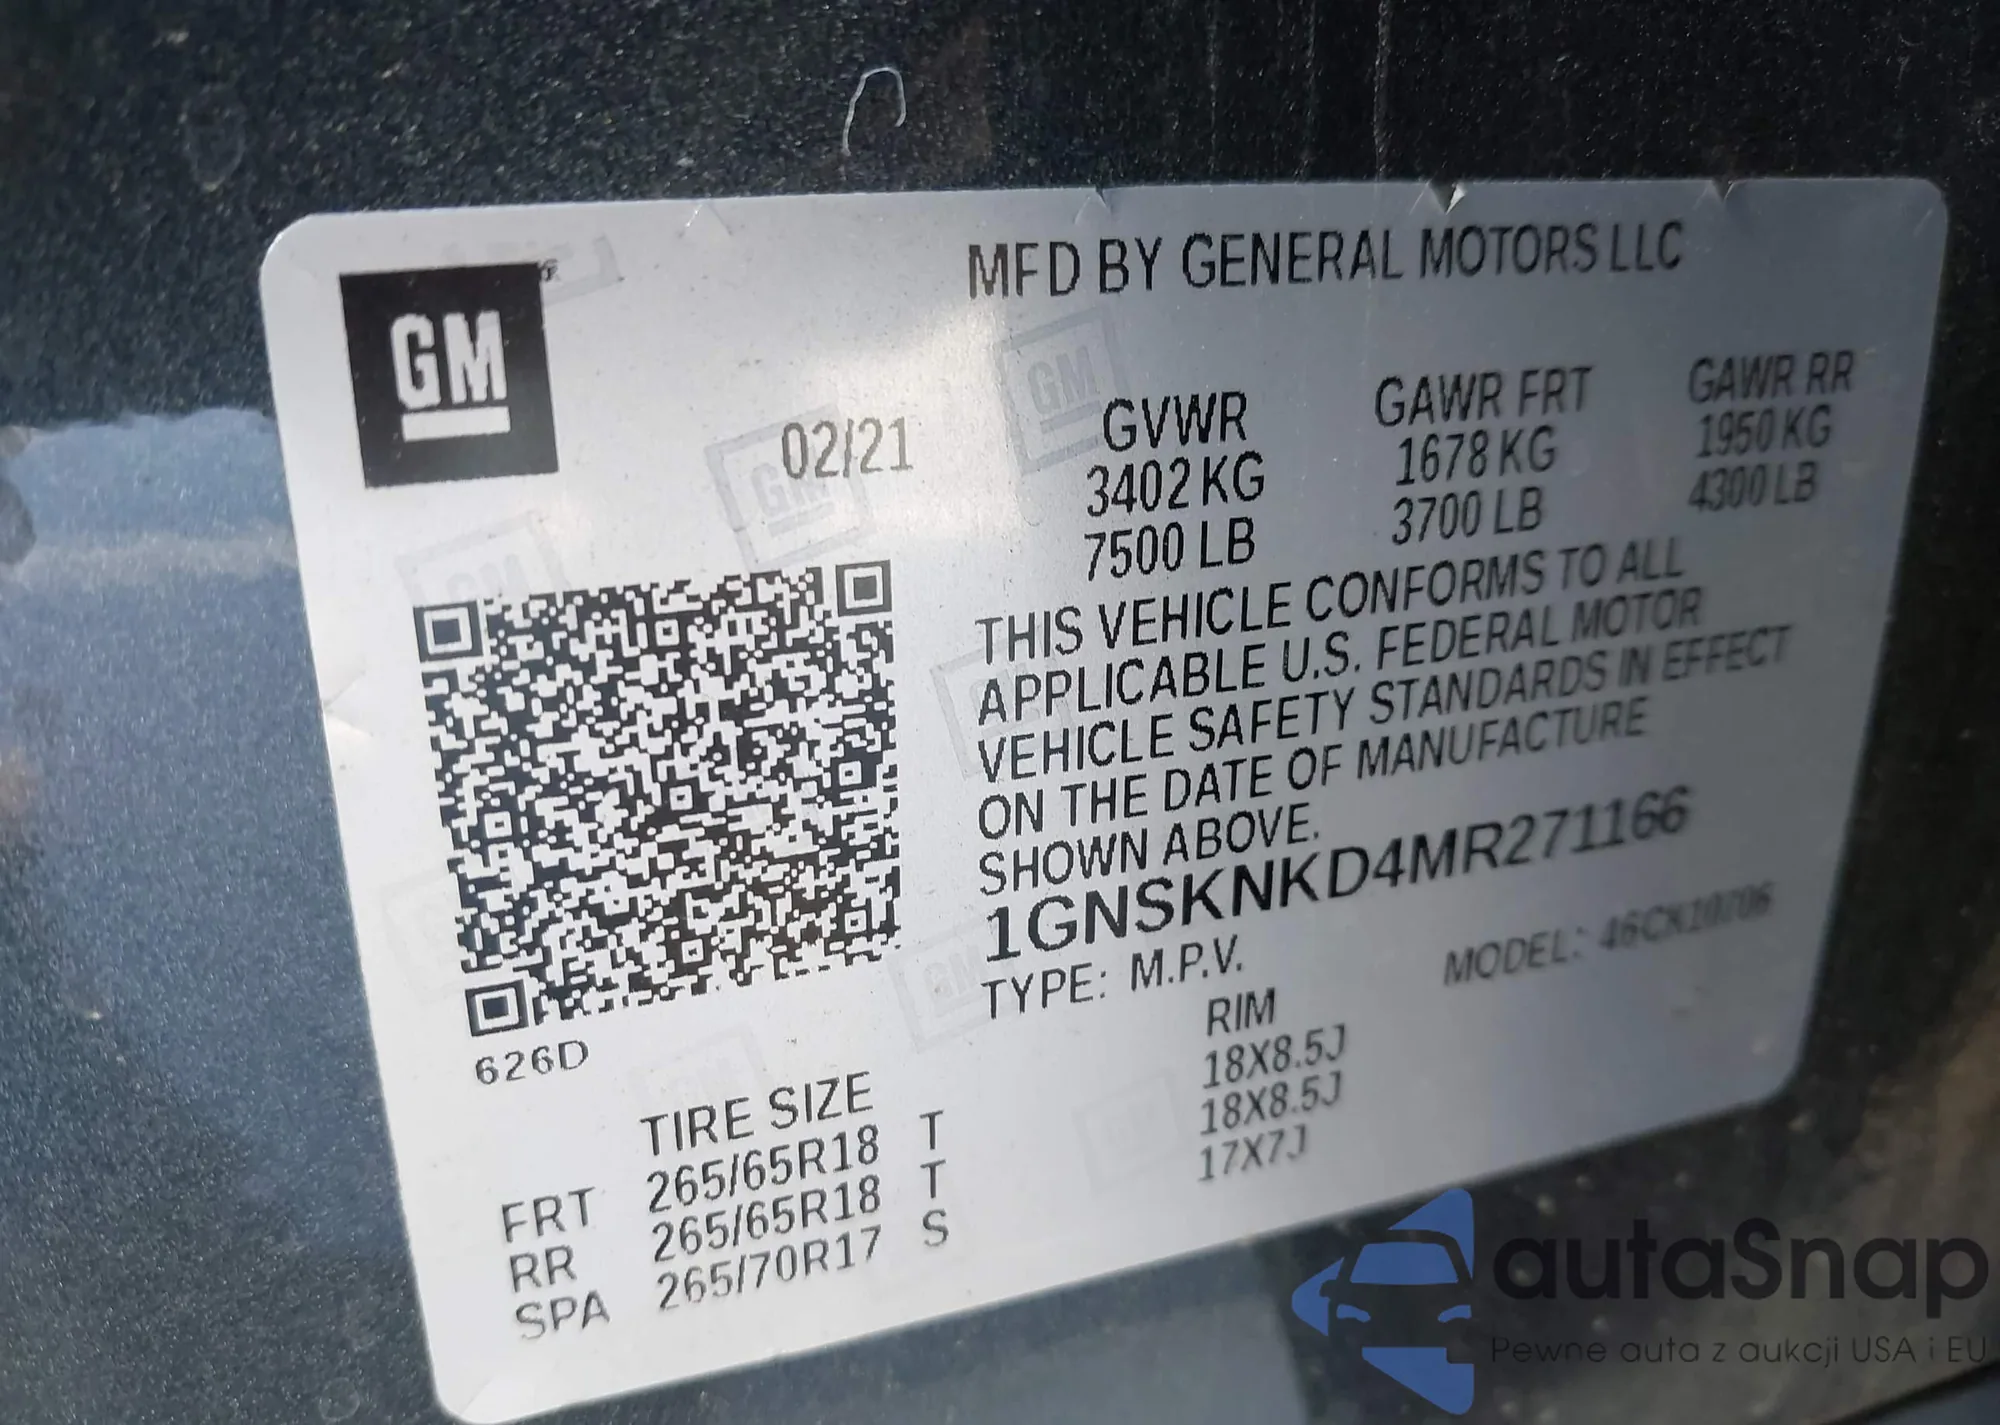 GM
MFD BY GENERAL MOTORS LLC
02/21
GVWR GAWR FRT GAWR RR
3402 KG 1678 KG 1950 KG
7500 LB 3700 LB 4300 LB
THIS VEHICLE CONFORMS TO ALL
APPLICABLE U.S. FEDERAL MOTOR
VEHICLE SAFETY STANDARDS IN EFFECT
ON THE DATE OF MANUFACTURE
SHOWN ABOVE.
1GNSKNKD4MR271166
TYPE: M.P.V. MODEL: 46CK10706
626D
TIRE SIZE RIM
FRT 265/65R18 T 18X8.5J
RR 265/65R18 T 18X8.5J
SPA 265/70R17 S 17X7J
autaSnap
Pewne auta z aukcji USA i EU